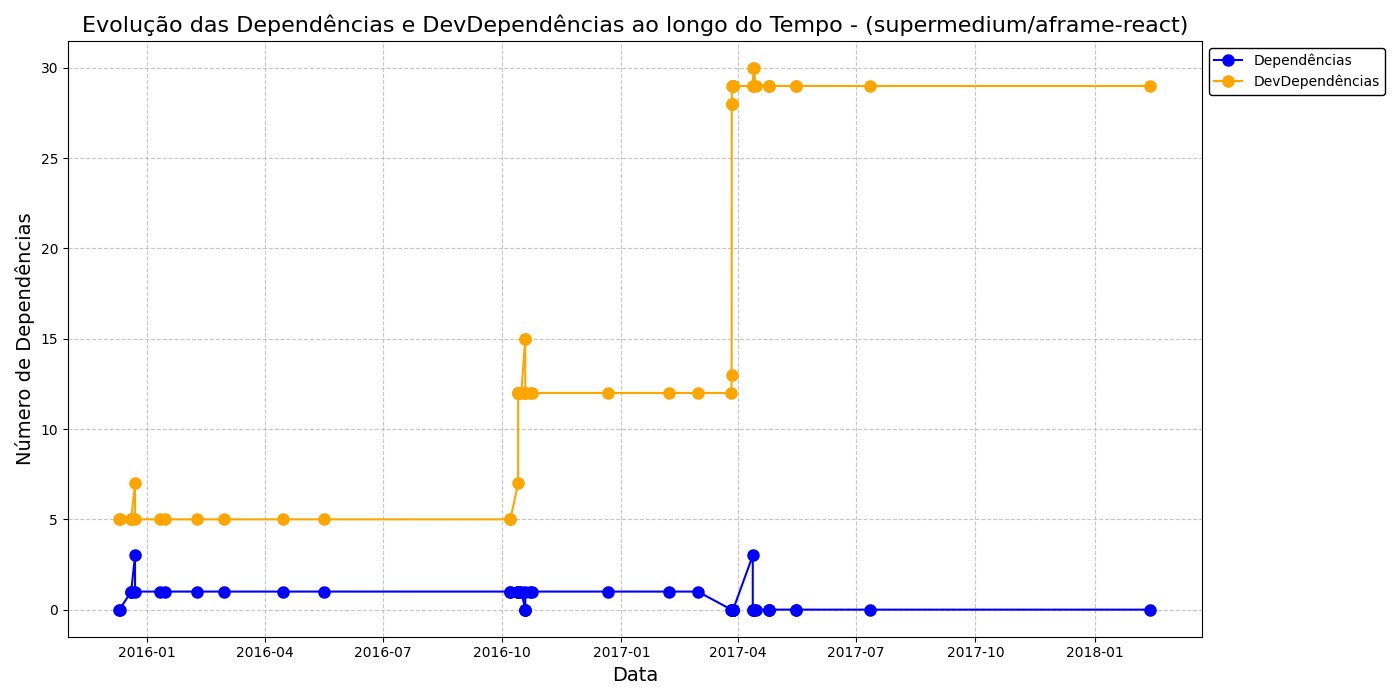 Evolução das Dependências e DevDependências ao longo do Tempo - (supermedium/aframe-react)
Dependências
DevDependências
Número de Dependências
30
25
20
15
10
5
0
2016-01 2016-04 2016-07 2016-10 2017-01 2017-04 2017-07 2017-10 2018-01
Data